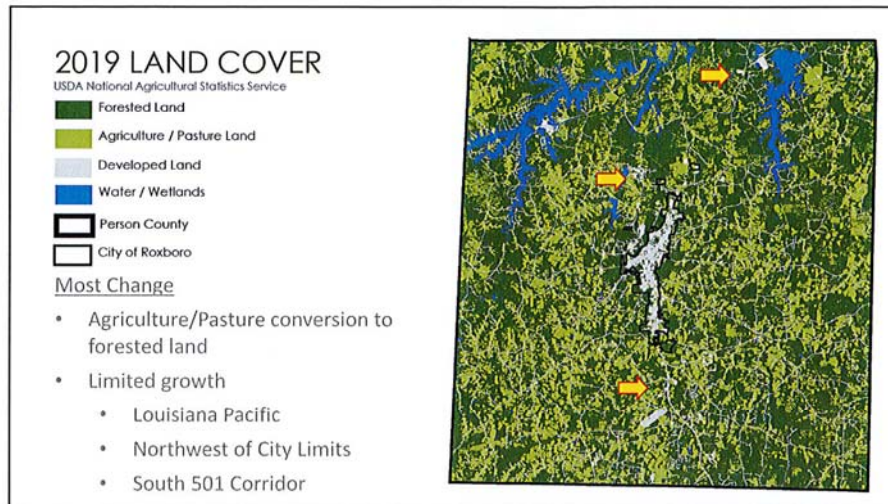 2019 LAND COVER
USDA National Agricultural Statistics Service
Forested Land
Agriculture / Pasture Land
Developed Land
Water / Wetlands
Person County
City of Roxboro
Most Change
• Agriculture/Pasture conversion to
forested land
• Limited growth
• Louisiana Pacific
• Northwest of City Limits
• South 501 Corridor